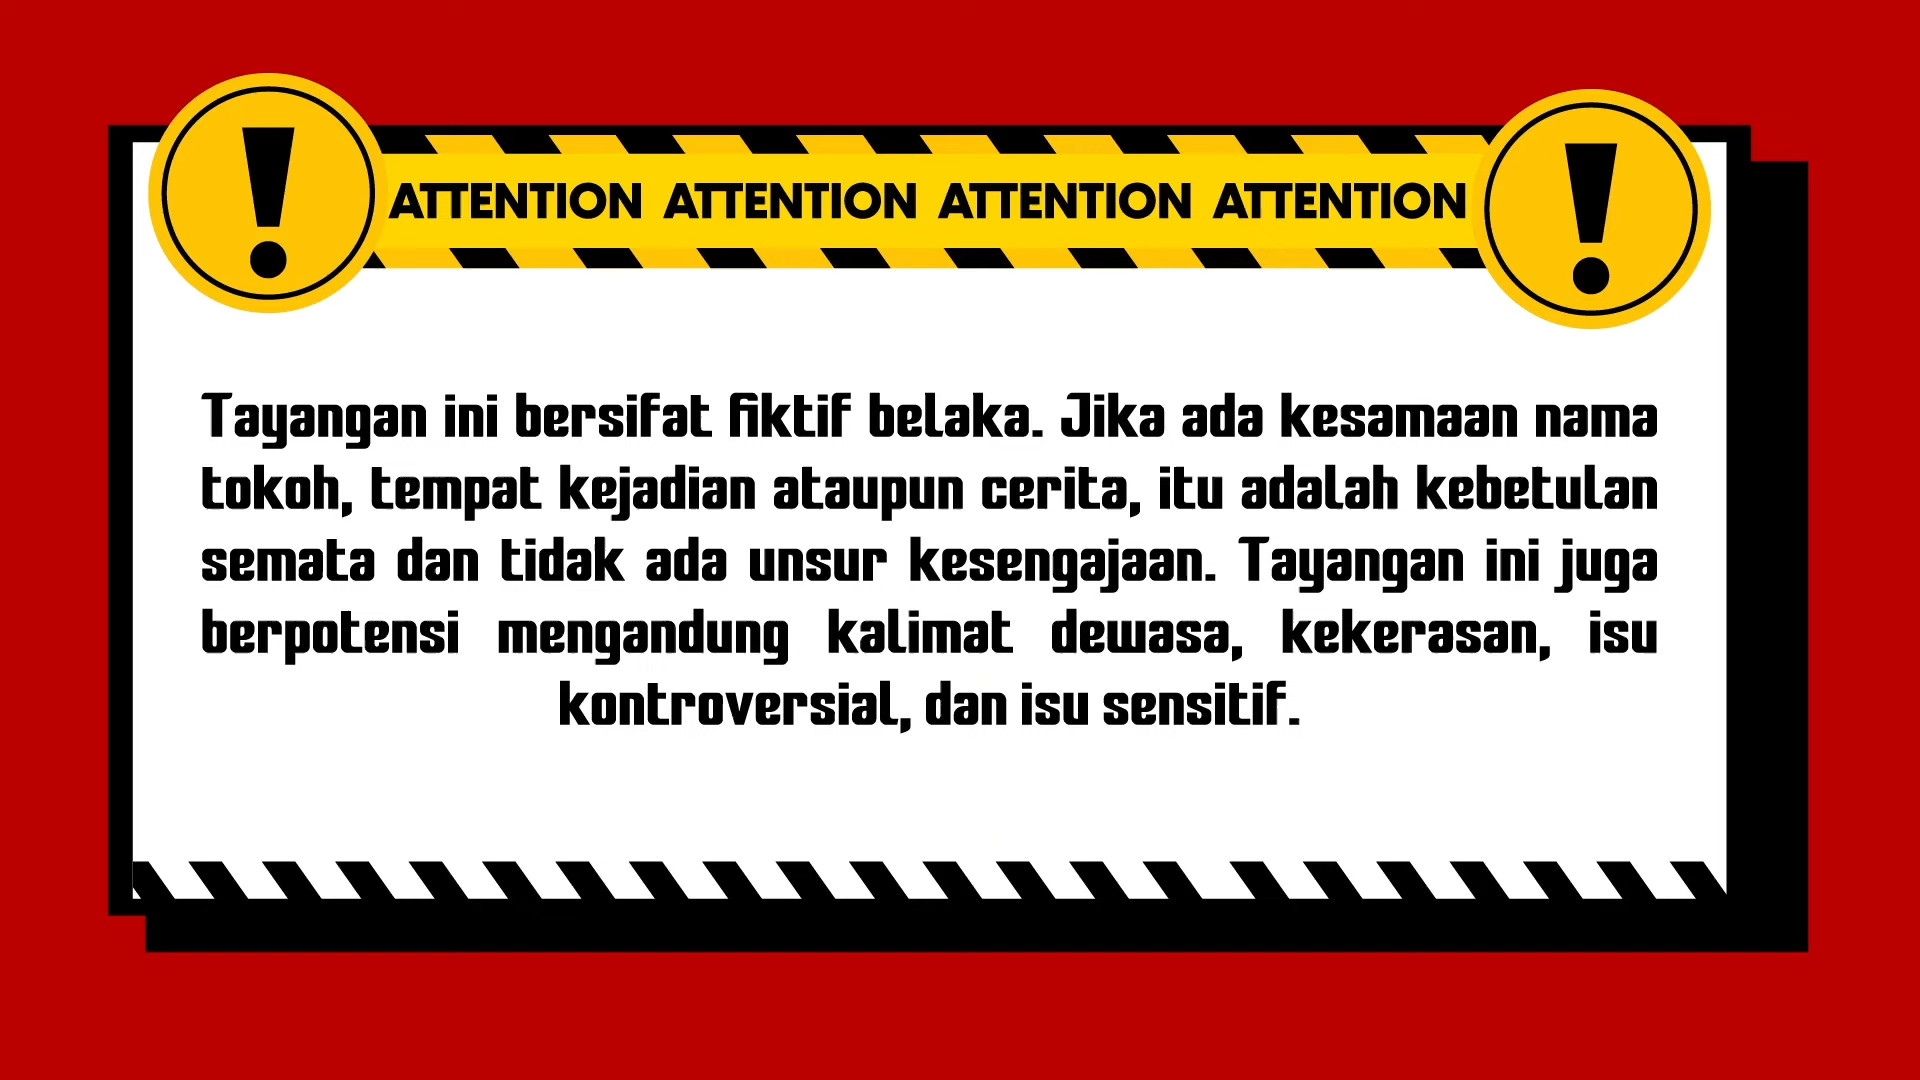 ATTENTION ATTENTION ATTENTION ATTENTION
Tayangan ini bersifat fiktif belaka. Jika ada kesamaan nama
tokoh, tempat kejadian ataupun cerita, itu adalah kebetulan
semata dan tidak ada unsur kesengajaan. Tayangan ini juga
berpotensi mengandung kalimat dewasa, kekerasan, isu
kontroversial, dan isu sensitif.